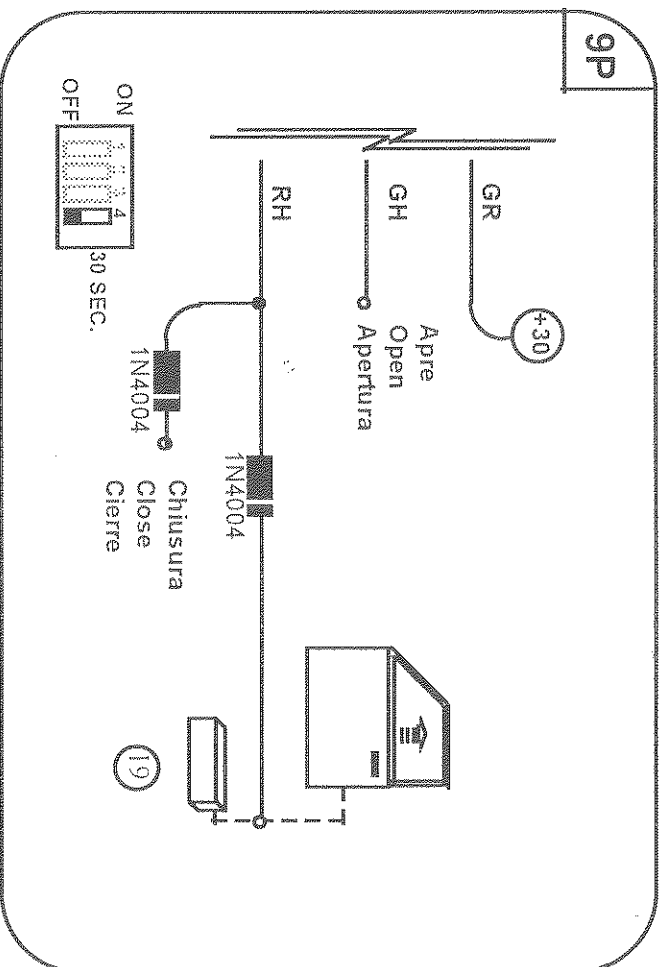 9P
+30
GR
GH
Apre
Open
Apertura
RH
1N4004
1N4004
Chiusura
Close
Cierre
19
ON
1 2 3 4
OFF
30 SEC.